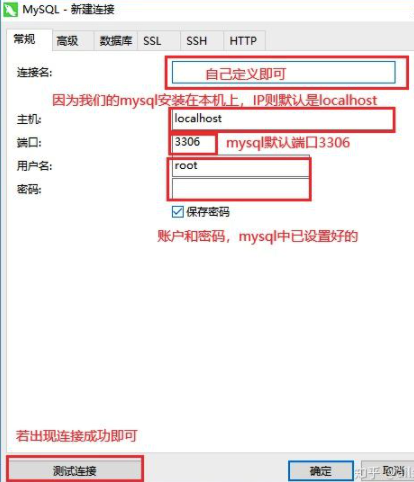 MySQL - 新建连接
常规 高级 数据库 SSL SSH HTTP
连接名: 自己定义即可
因为我们的mysql安装在本机上，IP则默认是localhost
主机: localhost
端口: 3306 mysql默认端口3306
用户名: root
密码:
保存密码
账户和密码，mysql中已设置好的
若出现连接成功即可
测试连接 确定 取消
知乎